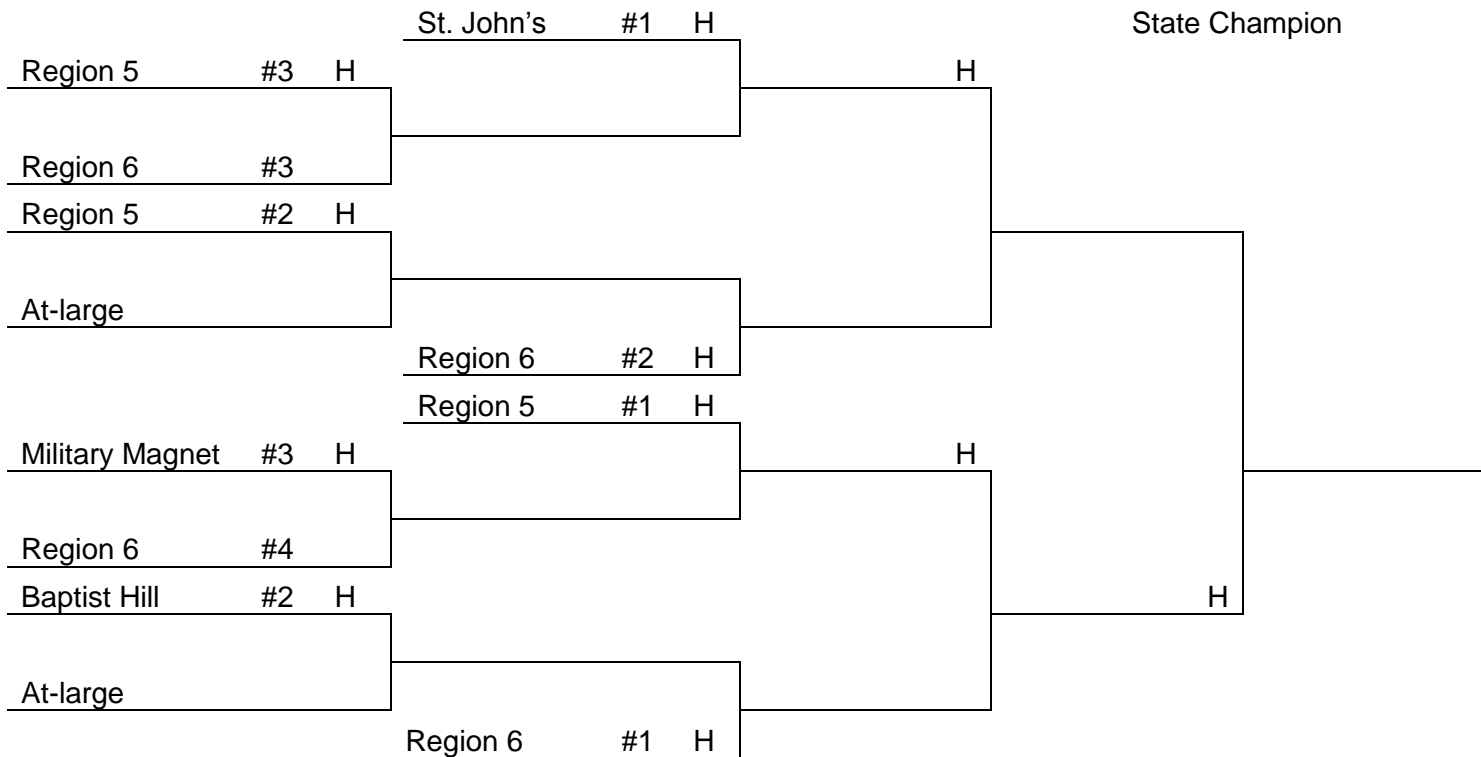 St. John’s #1 H State Champion
Region 5 #3 H H
Region 6 #3
Region 5 #2 H
At-large
Region 6 #2 H
Region 5 #1 H
Military Magnet #3 H H
Region 6 #4
Baptist Hill #2 H H
At-large
Region 6 #1 H